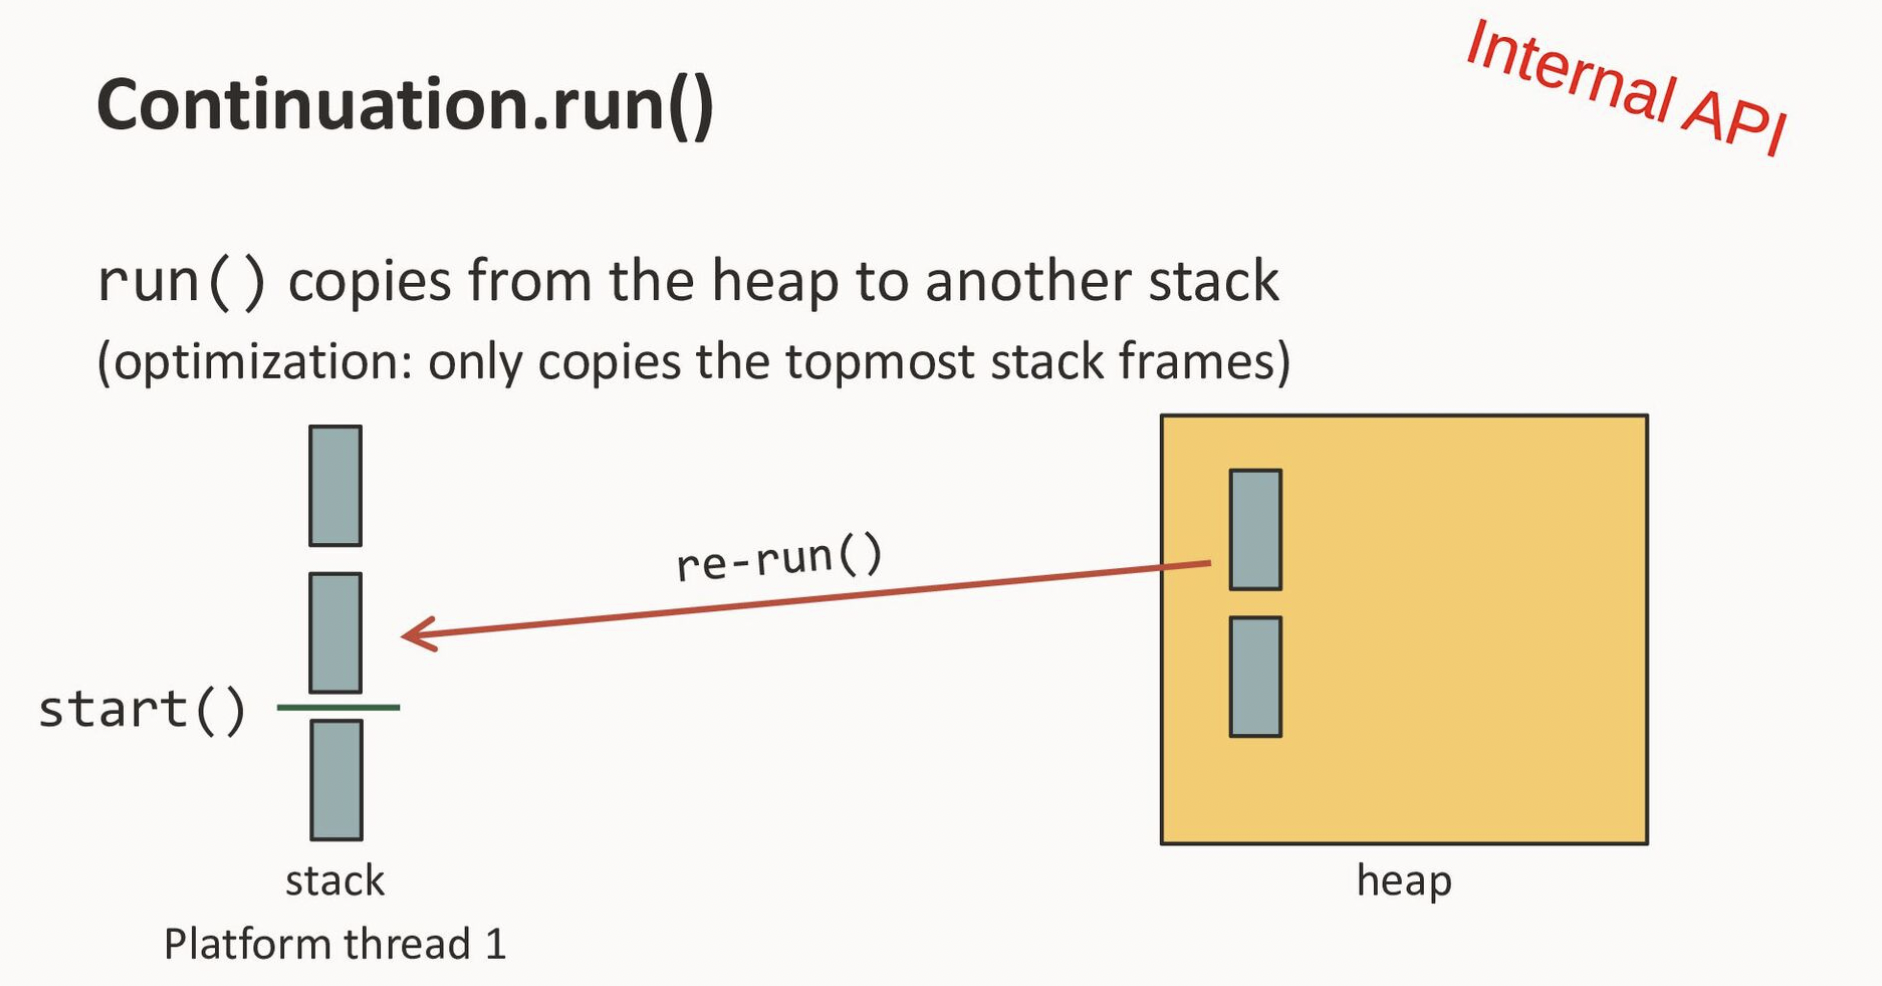 Internal API
Continuation.run()
run() copies from the heap to another stack
(optimization: only copies the topmost stack frames)
re-run()
start()
stack
heap
Platform thread 1